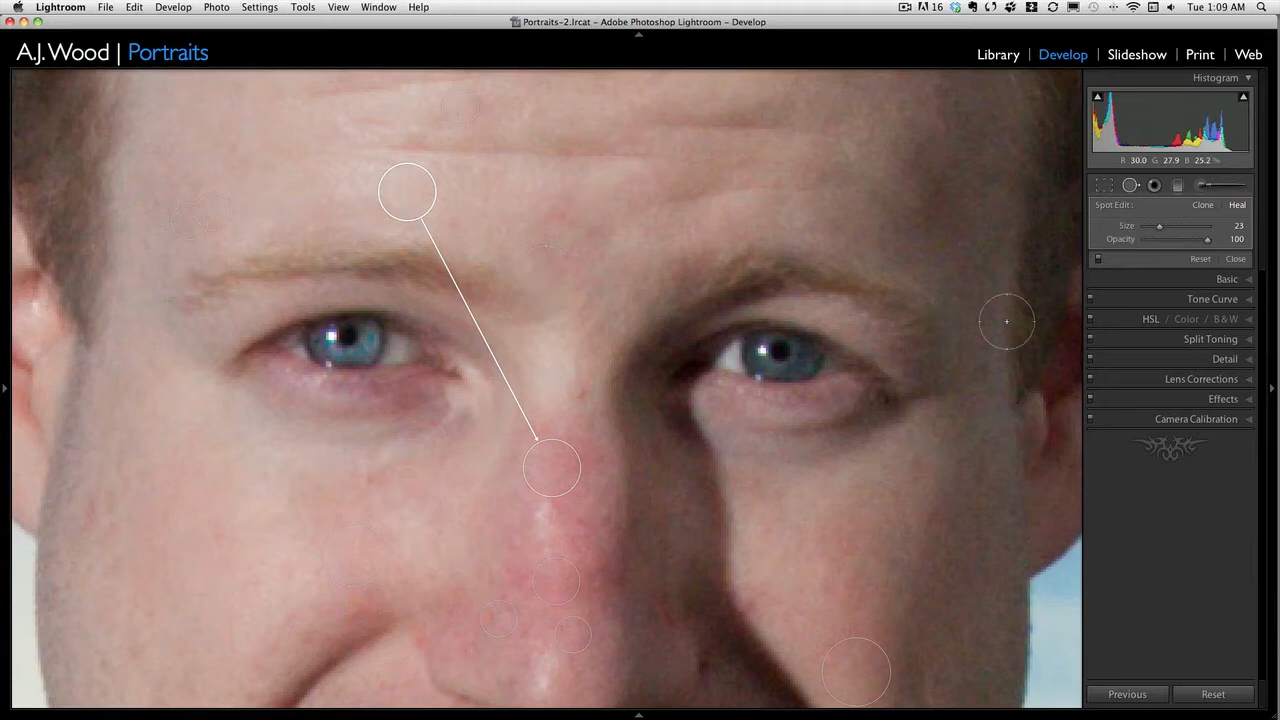 Lightroom File Edit Photo Develop Settings Tools View Window Help 16 2 Tue 1:09 AM
Portraits-2.lrcat - Adobe Photoshop Lightroom - Develop
A.J.Wood | Portraits Library | Develop | Slideshow | Print | Web
Histogram
R 30.0 G 27.9 B 25.2 %
Spot Edit: Clone Heal
Size 23
Opacity 100
Reset Close
Basic
Tone Curve
HSL / Color / B & W
Split Toning
Detail
Lens Corrections
Effects
Camera Calibration
Previous Reset